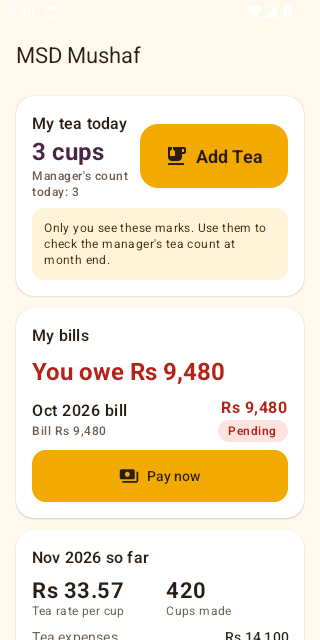 MSD Mushaf
My tea today
3 cups
Manager's count
today: 3
Add Tea
Only you see these marks. Use them to
check the manager's tea count at
month end.
My bills
You owe Rs 9,480
Oct 2026 bill
Rs 9,480
Bill Rs 9,480
Pending
Pay now
Nov 2026 so far
Rs 33.57
420
Tea rate per cup
Cups made
Tea expenses
Rs 14,100